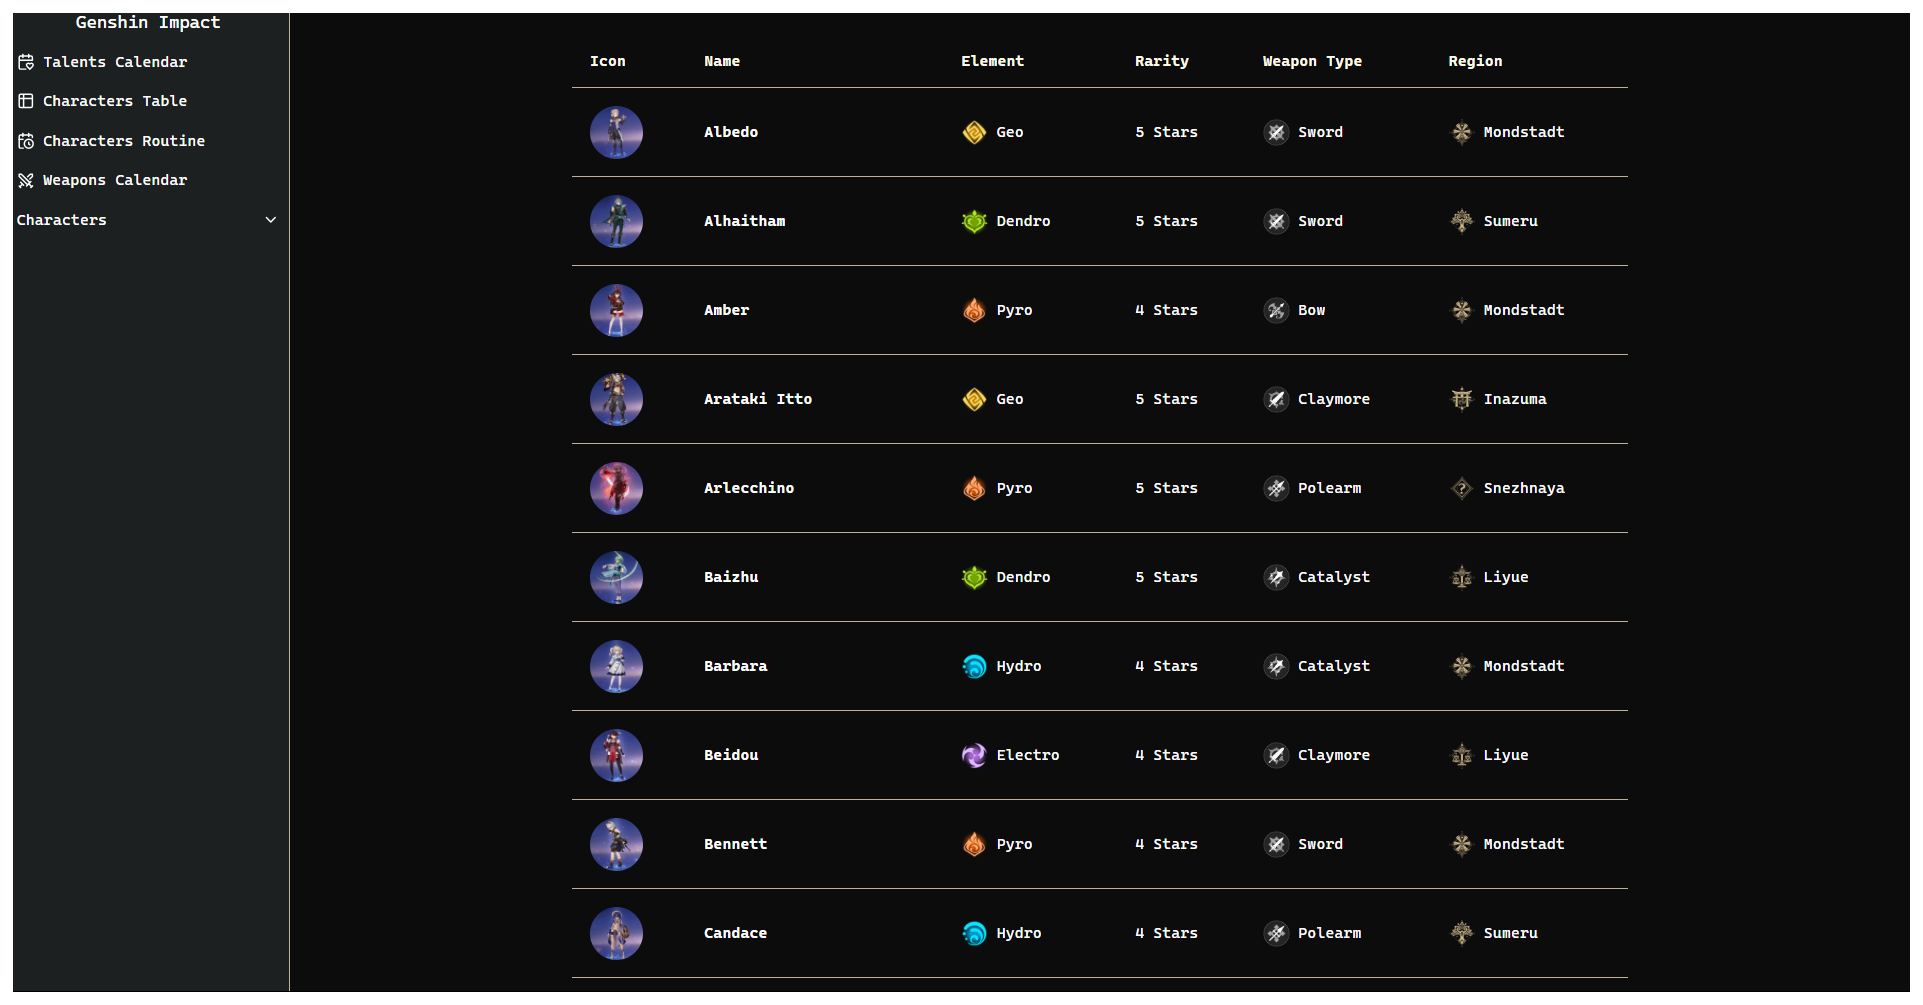 Genshin Impact
Talents Calendar
Characters Table
Characters Routine
Weapons Calendar
Characters
Icon Name Element Rarity Weapon Type Region
Albedo Geo 5 Stars Sword Mondstadt
Alhaitham Dendro 5 Stars Sword Sumeru
Amber Pyro 4 Stars Bow Mondstadt
Arataki Itto Geo 5 Stars Claymore Inazuma
Arlecchino Pyro 5 Stars Polearm Snezhnaya
Baizhu Dendro 5 Stars Catalyst Liyue
Barbara Hydro 4 Stars Catalyst Mondstadt
Beidou Electro 4 Stars Claymore Liyue
Bennett Pyro 4 Stars Sword Mondstadt
Candace Hydro 4 Stars Polearm Sumeru